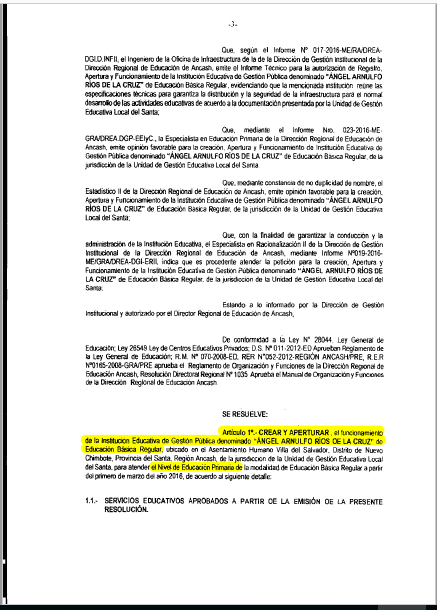 -3-
Que, según el Informe Nº 017-2016-ME/RA/DREA-
DGI.D.INF.II, el Ingeniero de la Oficina de Infraestructura de la de la Dirección de Gestión Institucional de la
Dirección Regional de Educación de Ancash, emite el Informe Técnico para la autorización de Registro,
Apertura y Funcionamiento de la Institución Educativa de Gestión Pública denominado "ÁNGEL ARNULFO
RÍOS DE LA CRUZ" de Educación Básica Regular, evidenciando que la mencionada institución reúne las
especificaciones técnicas para garantiza la distribución y la seguridad de la infraestructura para el normal
desarrollo de las actividades educativas de acuerdo a la documentación presentada por la Unidad de Gestión
Educativa Local del Santa;
Que, mediante el Informe Nro. 023-2016-ME-
GRA/DREA.DGP-EEIyC., la Especialista en Educación Primaria de la Dirección Regional de Educación de
Ancash, emite opinión favorable para la creación, Apertura y Funcionamiento de Institución Educativa de
Gestión Pública denominado "ÁNGEL ARNULFO RÍOS DE LA CRUZ" de Educación Básica Regular, de la
jurisdicción de la Unidad de Gestión Educativa Local del Santa
Que, mediante constancia de no duplicidad de nombre, el
Estadístico II de la Dirección Regional de Educación de Ancash, emite opinión favorable para la creación,
Apertura y Funcionamiento de la Institución Educativa de Gestión Pública denominado "ÁNGEL ARNULFO
RÍOS DE LA CRUZ" de Educación Básica Regular, de la jurisdicción de la Unidad de Gestión Educativa
Local del Santa;
Que, con la finalidad de garantizar la conducción y la
administración de la Institución Educativa, el Especialista en Racionalización II de la Dirección de Gestión
Institucional de la Dirección Regional de Educación de Ancash, mediante Informe Nº019-2016-
ME/GRA/DREA-DGI-ERII, indica que es procedente atender la petición para la creación, Apertura y
Funcionamiento de la Institución Educativa de Gestión Pública denominado "ÁNGEL ARNULFO RÍOS DE
LA CRUZ" de Educación Básica Regular, de la jurisdicción de la Unidad de Gestión Educativa Local del
Santa;
Estando a lo informado por la Dirección de Gestión
Institucional y autorizado por el Director Regional de Educación de Ancash,
De conformidad a la Ley N° 28044, Ley General de
Educación; Ley 26549 Ley de Centros Educativos Privados; D.S. Nº 011-2012-ED Aprueban Reglamento de
la Ley General de Educación; R.M. Nº 070-2008-ED, RER Nº052-2012-REGIÓN ANCASH/PRE, R.E.R
Nº0165-2008-GRA/PRE aprueba el Reglamento de Organización y Funciones de la Dirección Regional de
Educación Ancash, Resolución Directoral Regional Nº 1035 Aprueba el Manual de Organización y Funciones
de la Dirección Regional de Educación Ancash.
SE RESUELVE:
Artículo 1º.- CREAR Y APERTURAR , el funcionamiento
de la Institución Educativa de Gestión Pública denominado "ÁNGEL ARNULFO RÍOS DE LA CRUZ" de
Educación Básica Regular, ubicado en el Asentamiento Humano Villa del Salvador, Distrito de Nuevo
Chimbote, Provincia del Santa, Región Ancash, de la jurisdicción de la Unidad de Gestión Educativa Local
del Santa, para atender el Nivel de Educación Primaria de la modalidad de Educación Básica Regular a partir
del primero de marzo del año 2016, de acuerdo al siguiente detalle:
1.1.- SERVICIOS EDUCATIVOS APROBADOS A PARTIR DE LA EMISIÓN DE LA PRESENTE
RESOLUCIÓN.